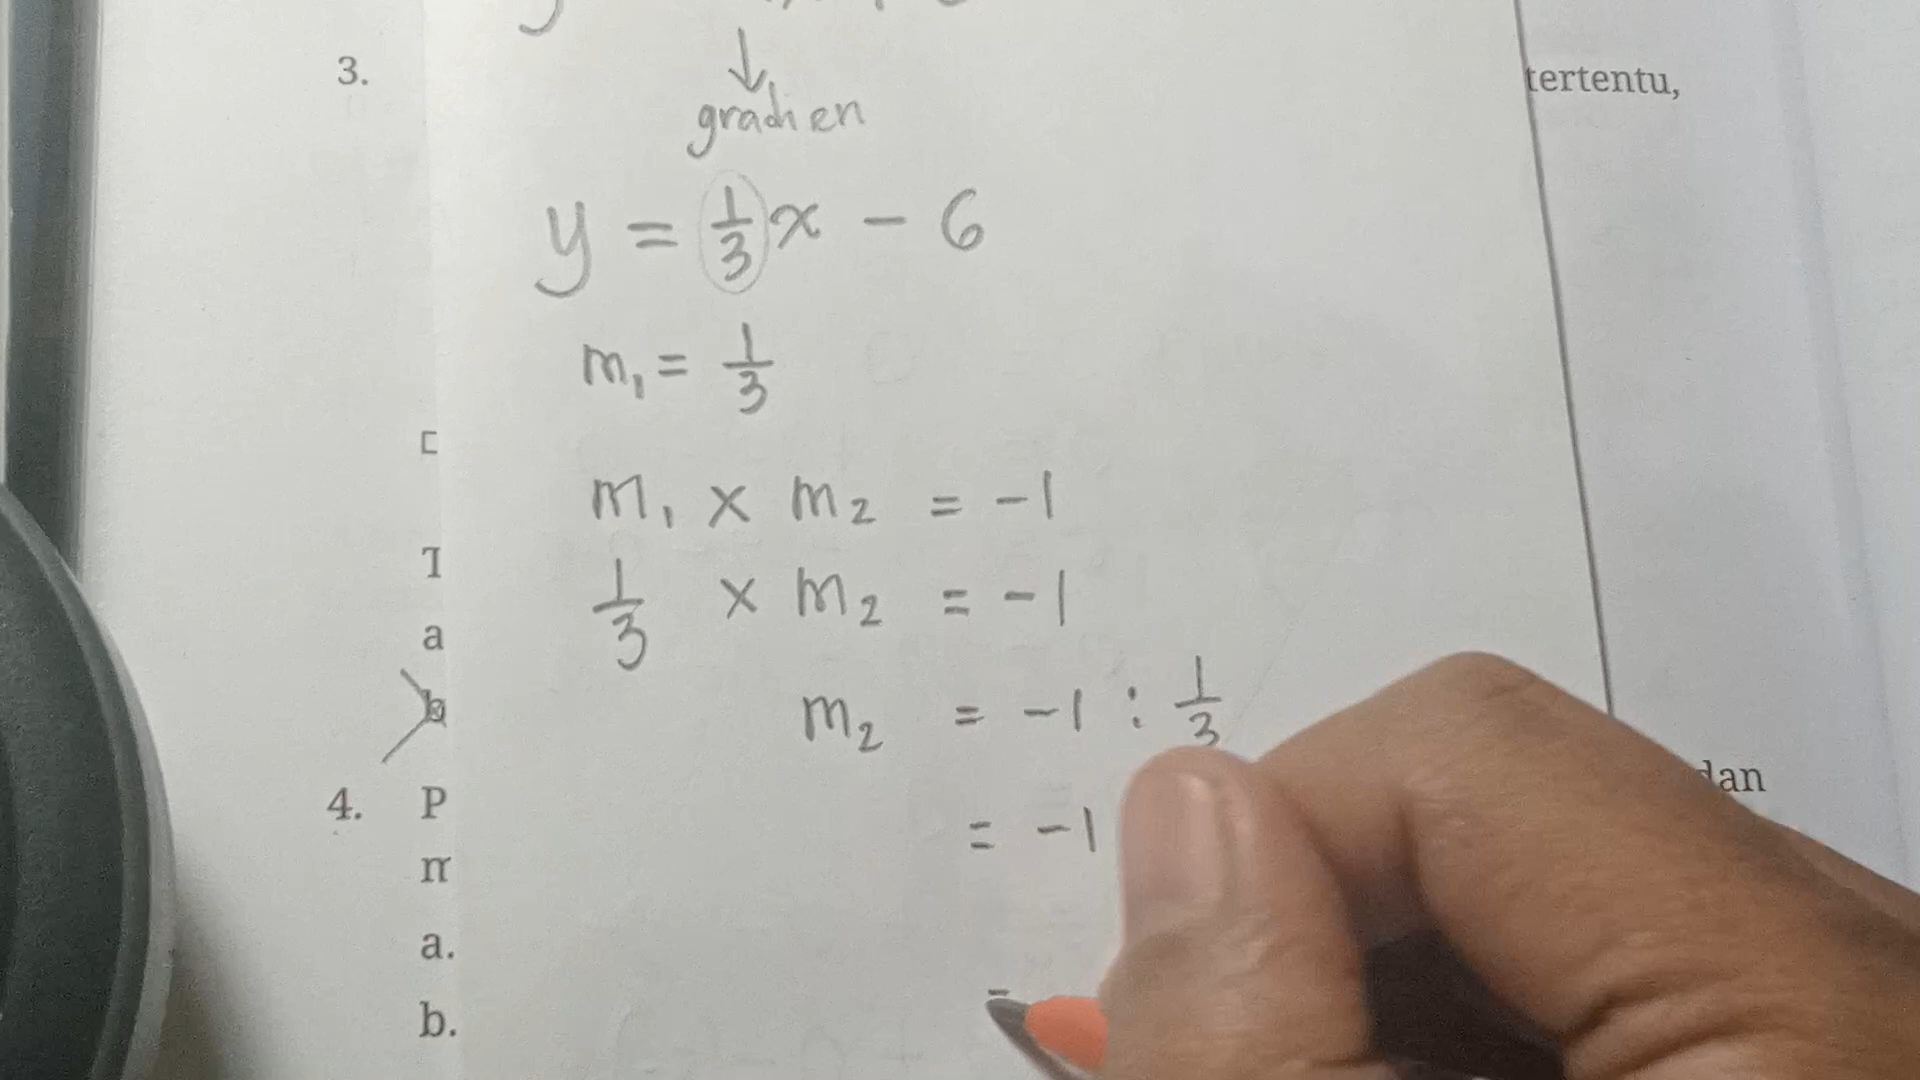 3.
tertentu,
gradien
y = 1/3 x - 6
m₁ = 1/3
m₁ × m₂ = -1
1/3 × m₂ = -1
m₂ = -1 : 1/3
= -1
dan
4. P
a.
b.